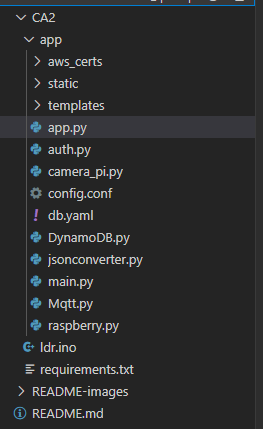 CA2
app
aws_certs
static
templates
app.py
auth.py
camera_pi.py
config.conf
db.yaml
DynamoDB.py
jsonconverter.py
main.py
Mqtt.py
raspberry.py
ldr.ino
requirements.txt
README-images
README.md